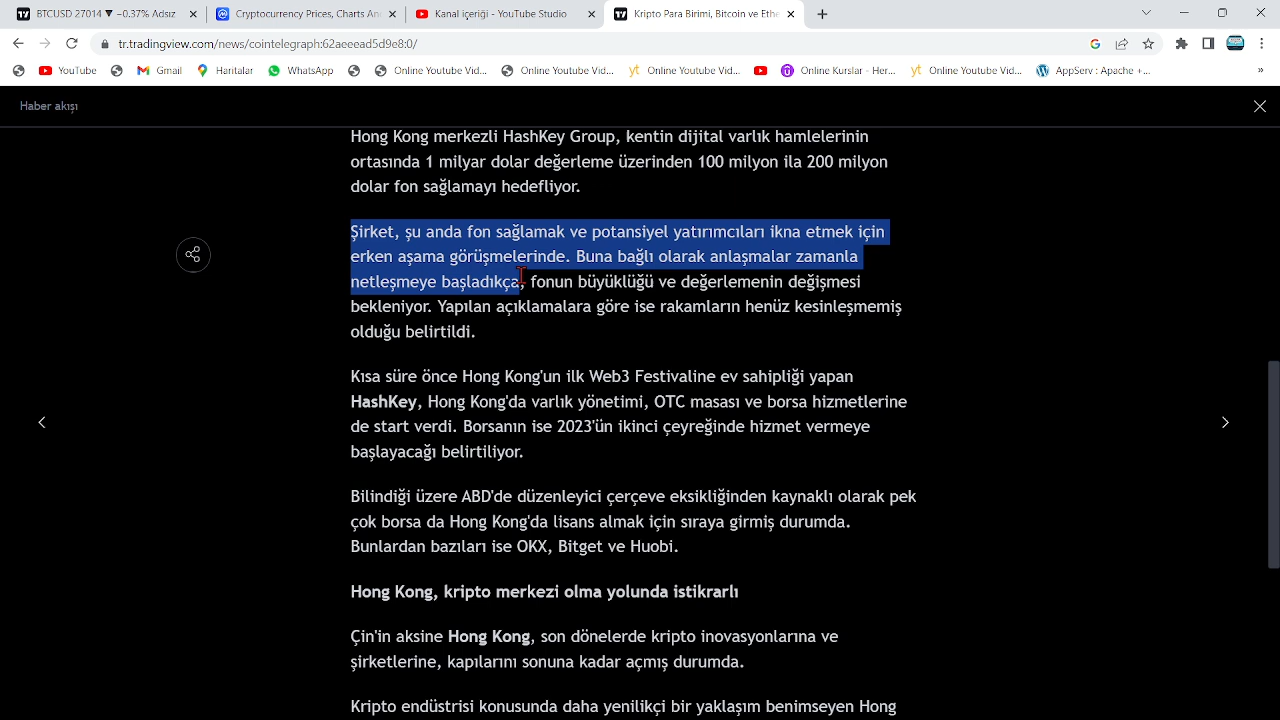 BTCUSD 27014 ▼ −0.37% Adsız
Cryptocurrency Prices, Charts An
Kanal içeriği - YouTube Studio
Kripto Para Birimi, Bitcoin ve Ethe
tr.tradingview.com/news/cointelegraph:62aeeead5d9e8:0/
YouTube
Gmail
Haritalar
WhatsApp
Online Youtube Vid...
Online Youtube Vid...
Online Youtube Vid...
Online Kurslar - Her...
Online Youtube Vid...
AppServ : Apache +...
»
Haber akışı
Hong Kong merkezli HashKey Group, kentin dijital varlık hamlelerinin
ortasında 1 milyar dolar değerleme üzerinden 100 milyon ila 200 milyon
dolar fon sağlamayı hedefliyor.
Şirket, şu anda fon sağlamak ve potansiyel yatırımcıları ikna etmek için
erken aşama görüşmelerinde. Buna bağlı olarak anlaşmalar zamanla
netleşmeye başladıkça, fonun büyüklüğü ve değerlemenin değişmesi
bekleniyor. Yapılan açıklamalara göre ise rakamların henüz kesinleşmemiş
olduğu belirtildi.
Kısa süre önce Hong Kong'un ilk Web3 Festivaline ev sahipliği yapan
HashKey, Hong Kong'da varlık yönetimi, OTC masası ve borsa hizmetlerine
de start verdi. Borsanın ise 2023'ün ikinci çeyreğinde hizmet vermeye
başlayacağı belirtiliyor.
Bilindiği üzere ABD'de düzenleyici çerçeve eksikliğinden kaynaklı olarak pek
çok borsa da Hong Kong'da lisans almak için sıraya girmiş durumda.
Bunlardan bazıları ise OKX, Bitget ve Huobi.
Hong Kong, kripto merkezi olma yolunda istikrarlı
Çin'in aksine Hong Kong, son dönelerde kripto inovasyonlarına ve
şirketlerine, kapılarını sonuna kadar açmış durumda.
Kripto endüstrisi konusunda daha yenilikçi bir yaklaşım benimseyen Hong